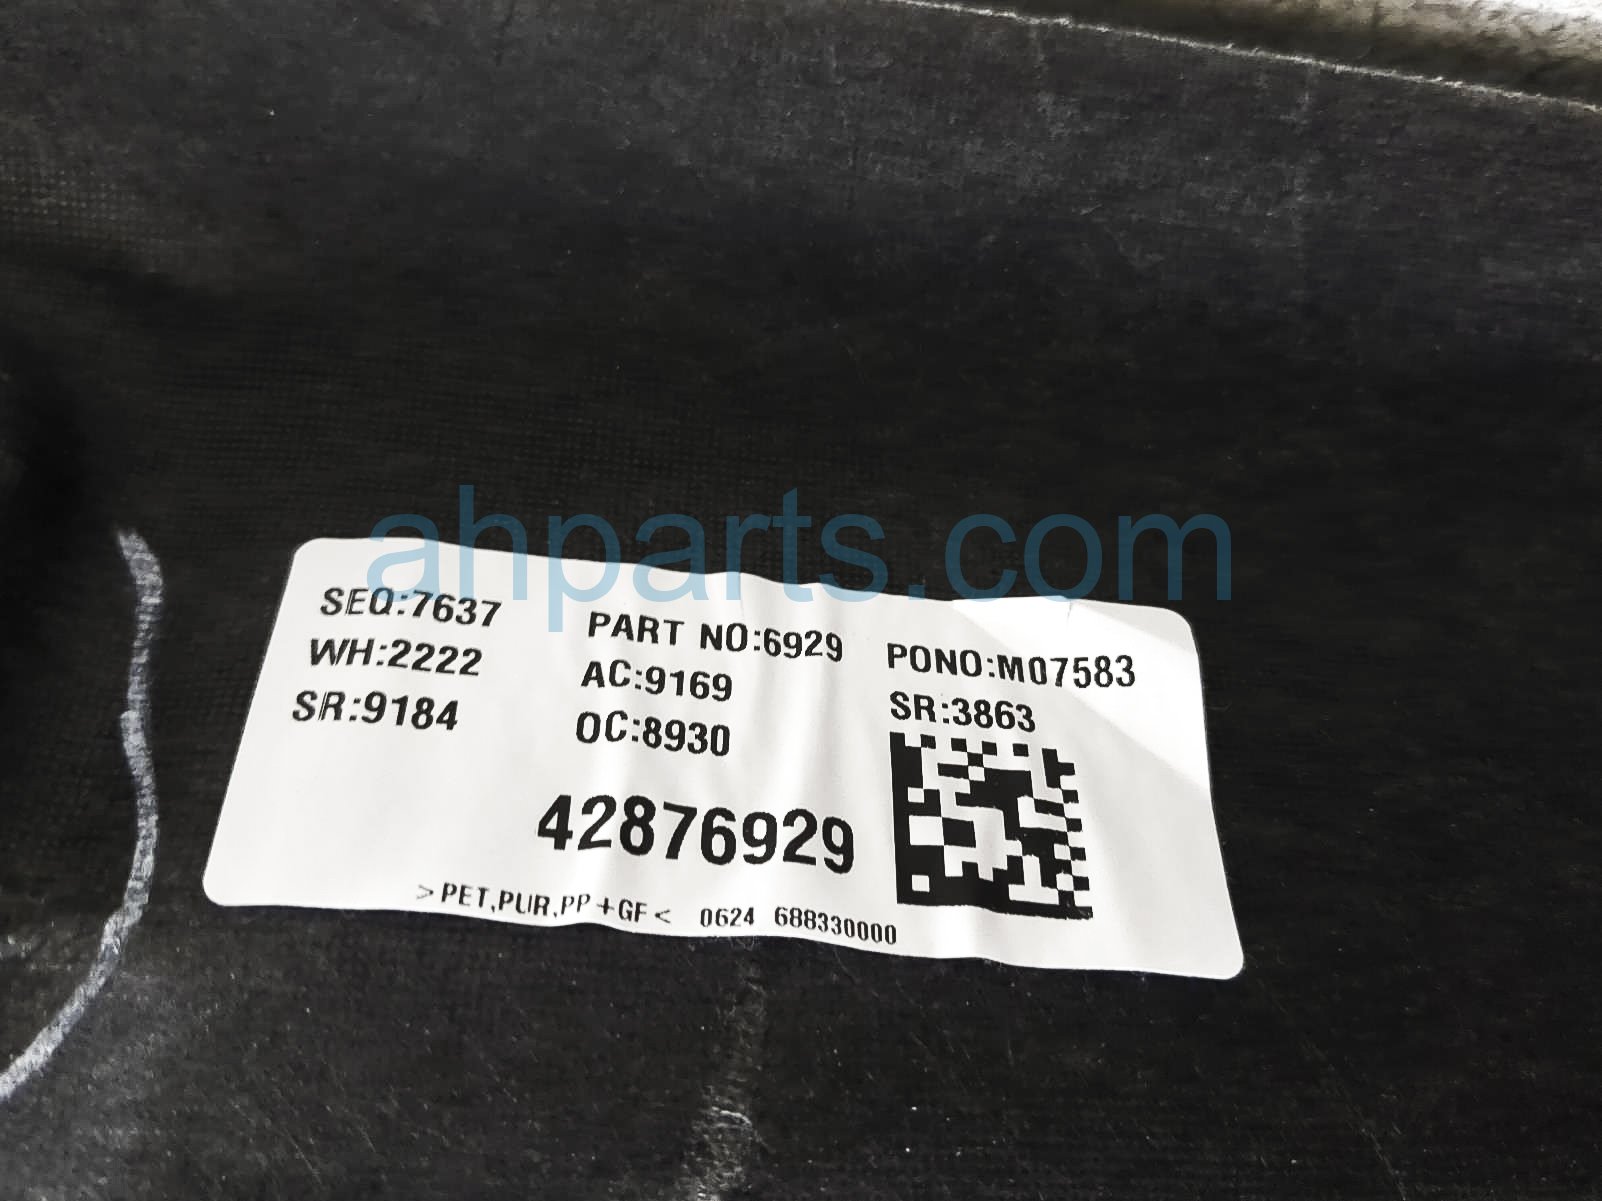 ahparts.com
SEQ:7637 PART NO:6929 PONO:M07583
WH:2222 AC:9169 SR:3863
SR:9184 OC:8930
42876929
>PET,PUR,PP+GF< 0624 688330000